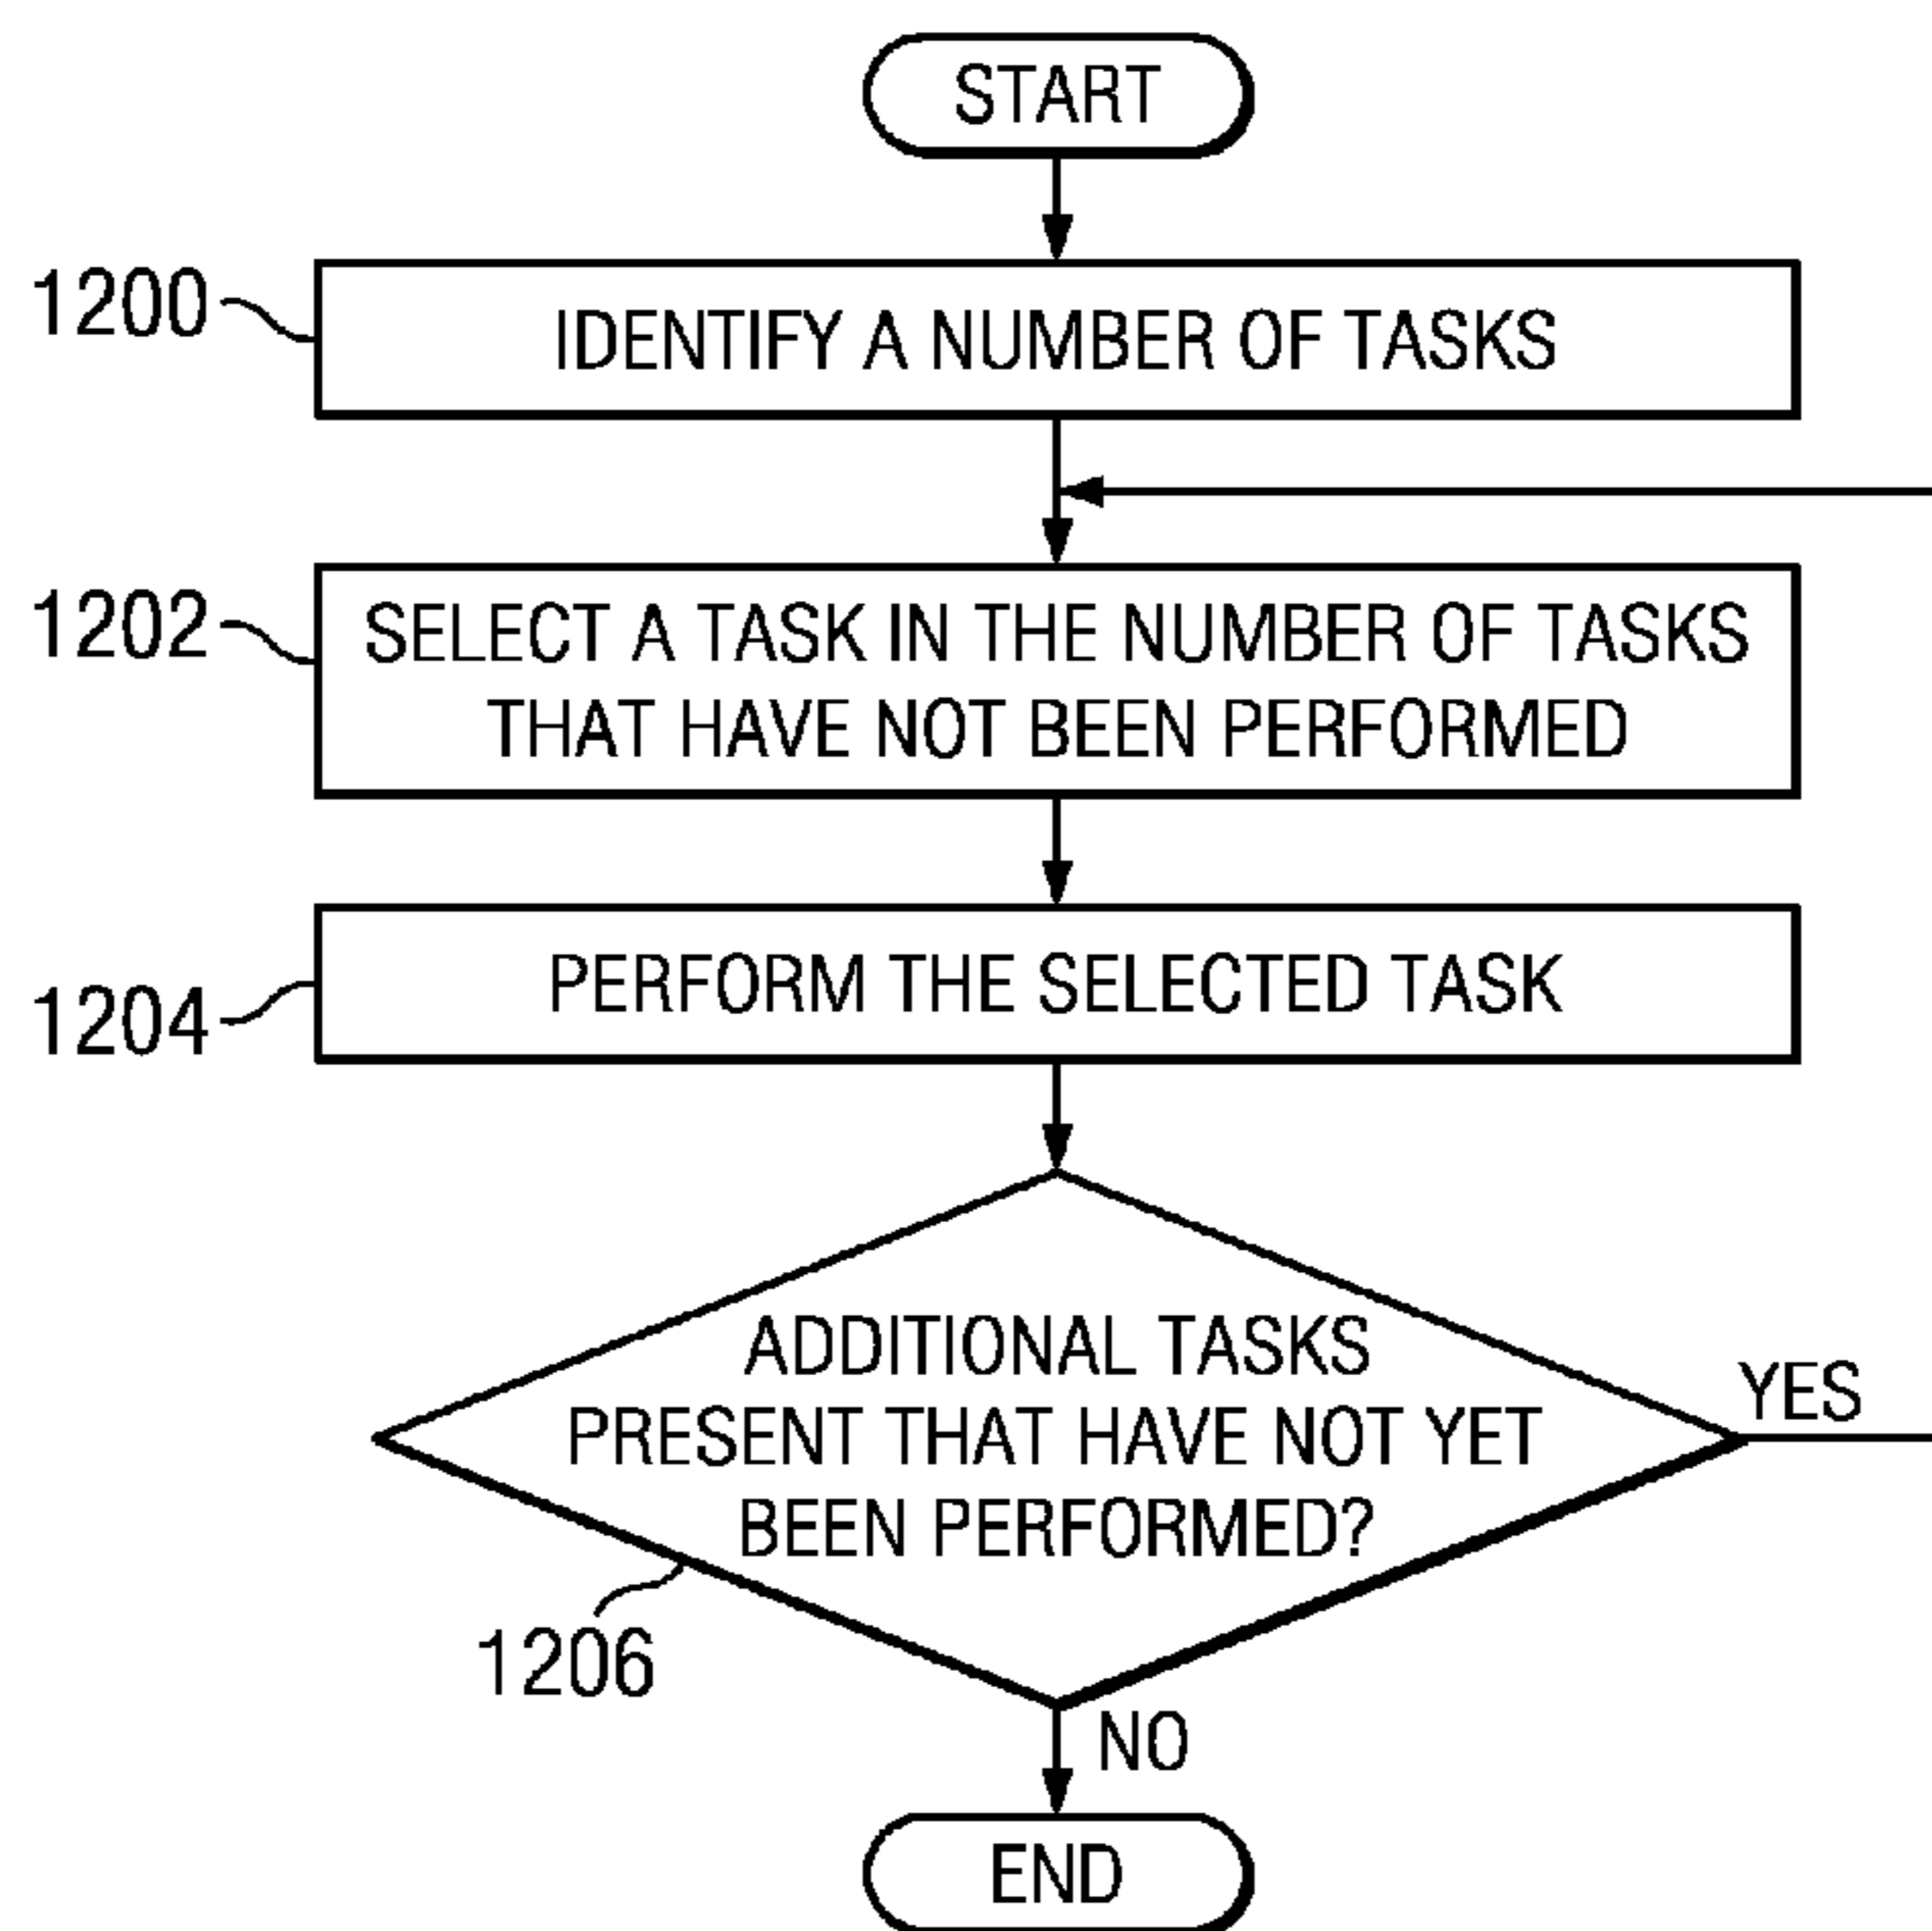 START
1200
IDENTIFY A NUMBER OF TASKS
1202
SELECT A TASK IN THE NUMBER OF TASKS
THAT HAVE NOT BEEN PERFORMED
1204
PERFORM THE SELECTED TASK
ADDITIONAL TASKS
PRESENT THAT HAVE NOT YET
BEEN PERFORMED?
YES
1206
NO
END